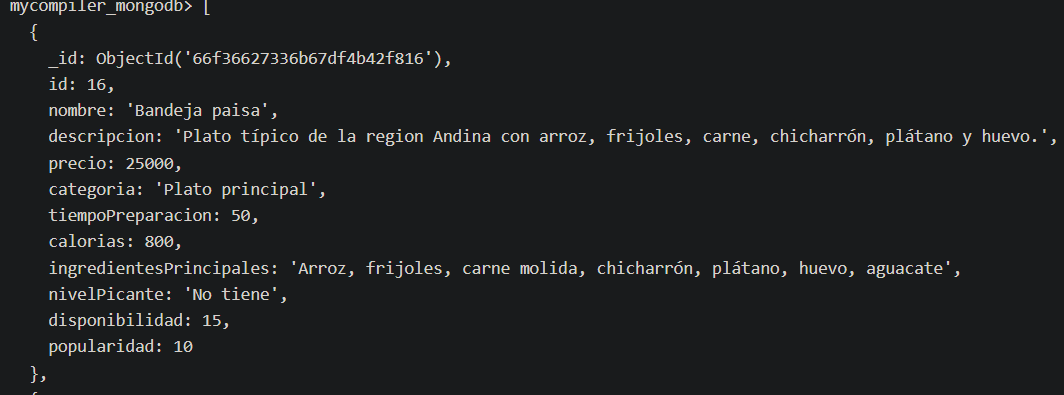 mycompiler_mongodb> [
  {
    _id: ObjectId('66f36627336b67df4b42f816'),
    id: 16,
    nombre: 'Bandeja paisa',
    descripcion: 'Plato típico de la region Andina con arroz, frijoles, carne, chicharrón, plátano y huevo.',
    precio: 25000,
    categoria: 'Plato principal',
    tiempoPreparacion: 50,
    calorias: 800,
    ingredientesPrincipales: 'Arroz, frijoles, carne molida, chicharrón, plátano, huevo, aguacate',
    nivelPicante: 'No tiene',
    disponibilidad: 15,
    popularidad: 10
  },
  {